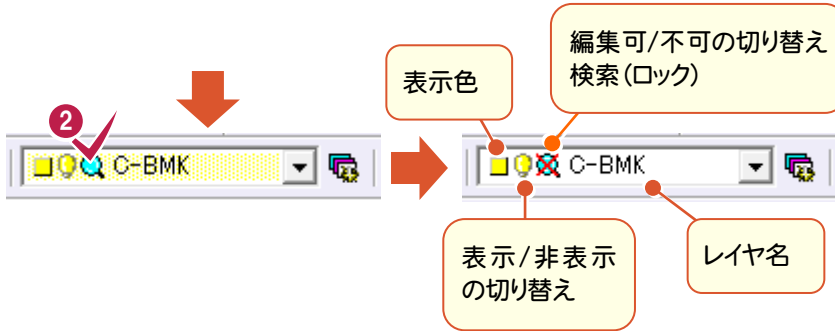 編集可/不可の切り替え
検索(ロック)
表示色
2
C-BMK
C-BMK
表示/非表示
の切り替え
レイヤ名